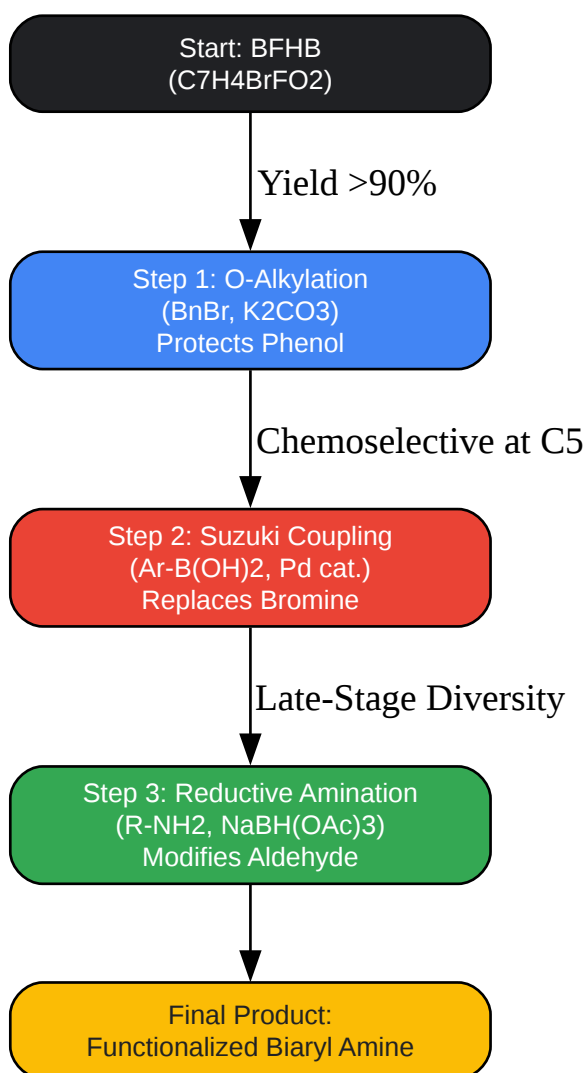 Start: BFHB
(C7H4BrFO2)
Yield >90%
Step 1: O-Alkylation
(BnBr, K2CO3)
Protects Phenol
Chemoselective at C5
Step 2: Suzuki Coupling
(Ar-B(OH)2, Pd cat.)
Replaces Bromine
Late-Stage Diversity
Step 3: Reductive Amination
(R-NH2, NaBH(OAc)3)
Modifies Aldehyde
Final Product:
Functionalized Biaryl Amine